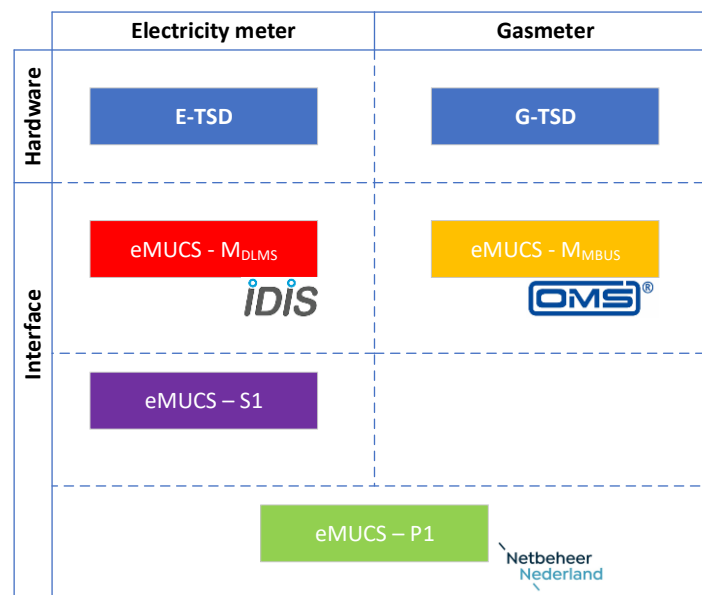 Electricity meter
Gasmeter
Hardware
E-TSD
G-TSD
Interface
eMUCS - MDLMS
eMUCS - MMBUS
iDiS
OMS®
eMUCS – S1
eMUCS – P1
Netbeheer
Nederland